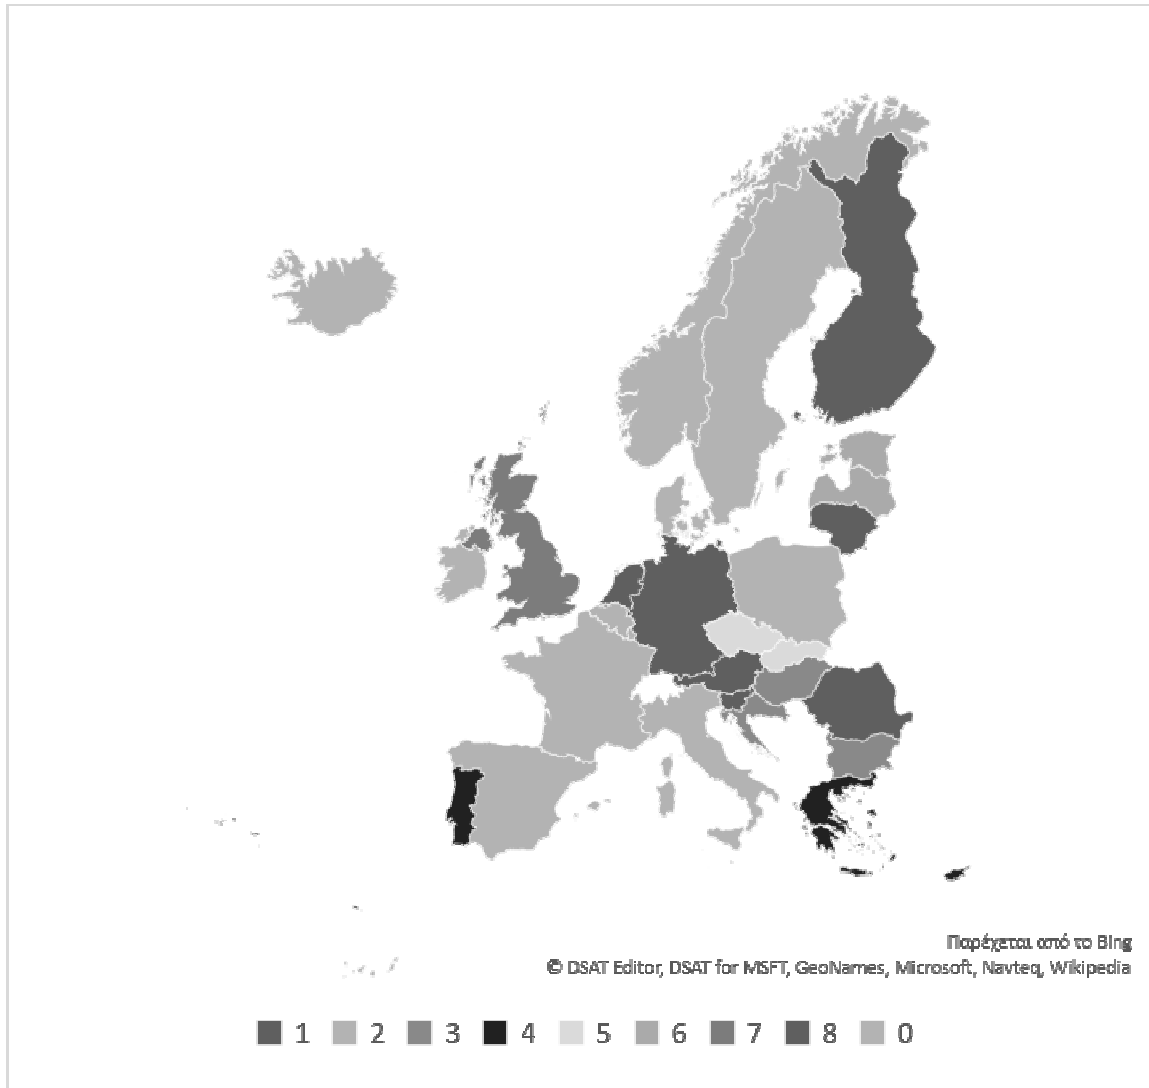 Παρέχεται από το Bing
© DSAT Editor, DSAT for MSFT, GeoNames, Microsoft, Navteq, Wikipedia
1 2 3 4 5 6 7 8 0